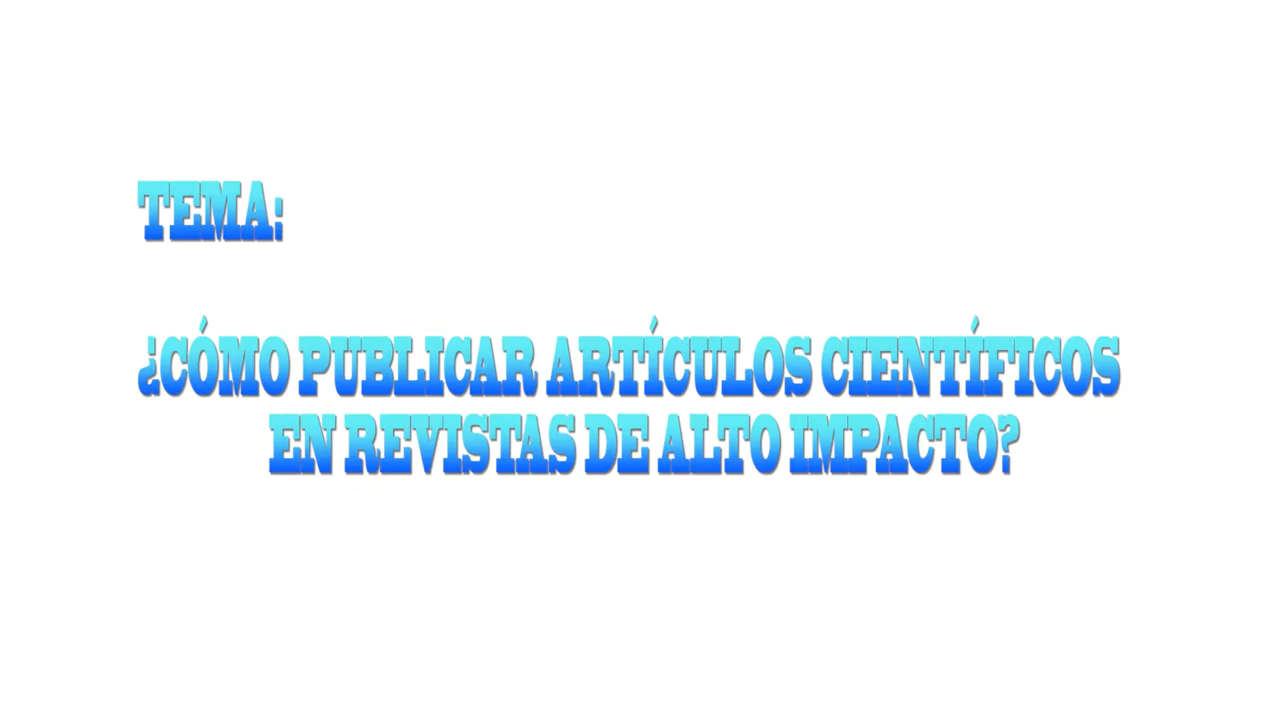 TEMA:
¿CÓMO PUBLICAR ARTÍCULOS CIENTÍFICOS
EN REVISTAS DE ALTO IMPACTO?